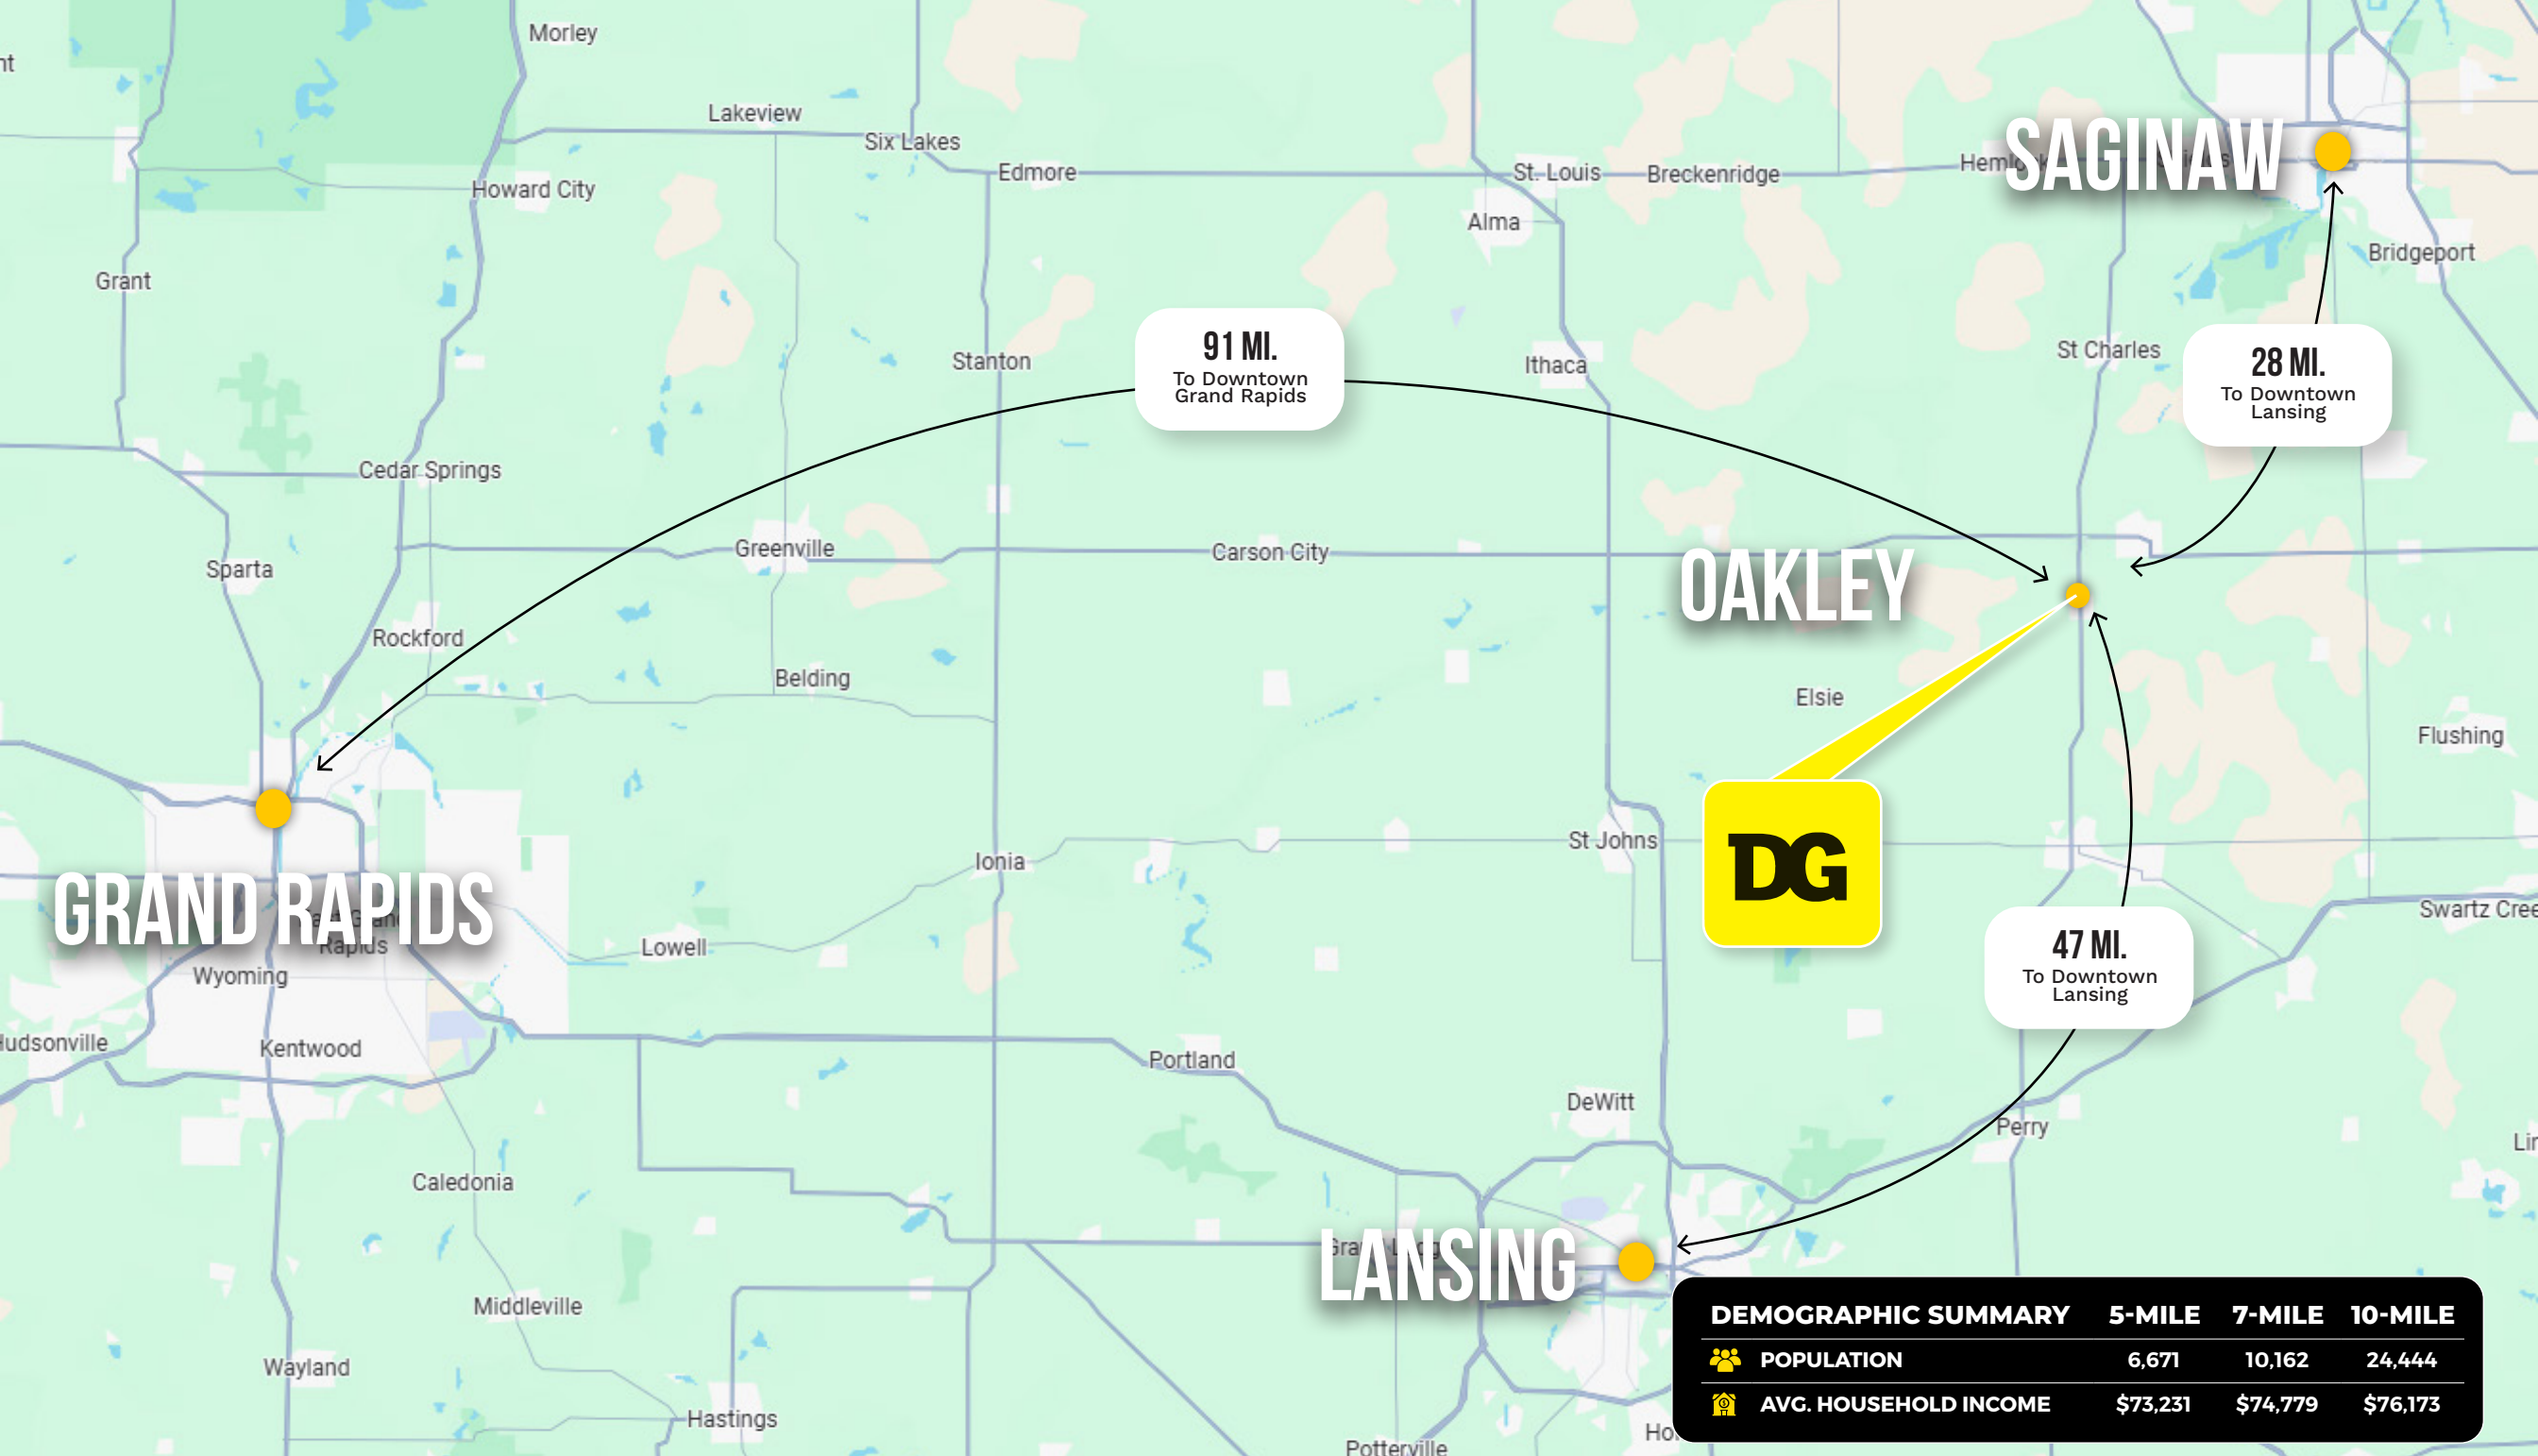 Morley
Lakeview
Six Lakes
Edmore
St. Louis
Breckenridge
SAGINAW
Howard City
Alma
Bridgeport
Grant
91 MI.
To Downtown
Grand Rapids
St Charles
28 MI.
To Downtown
Lansing
Stanton
Ithaca
Cedar Springs
Greenville
Carson City
Sparta
OAKLEY
Rockford
Belding
Elsie
Flushing
St Johns
DG
Ionia
GRAND RAPIDS
Rapids
Swartz
Lowell
47 MI.
To Downtown
Lansing
Wyoming
Kentwood
Portland
DeWitt
Perry
Caledonia
LANSING
Middleville
DEMOGRAPHIC SUMMARY 5-MILE 7-MILE 10-MILE
POPULATION 6,671 10,162 24,444
AVG. HOUSEHOLD INCOME $73,231 $74,779 $76,173
Wayland
Hastings
Potterville